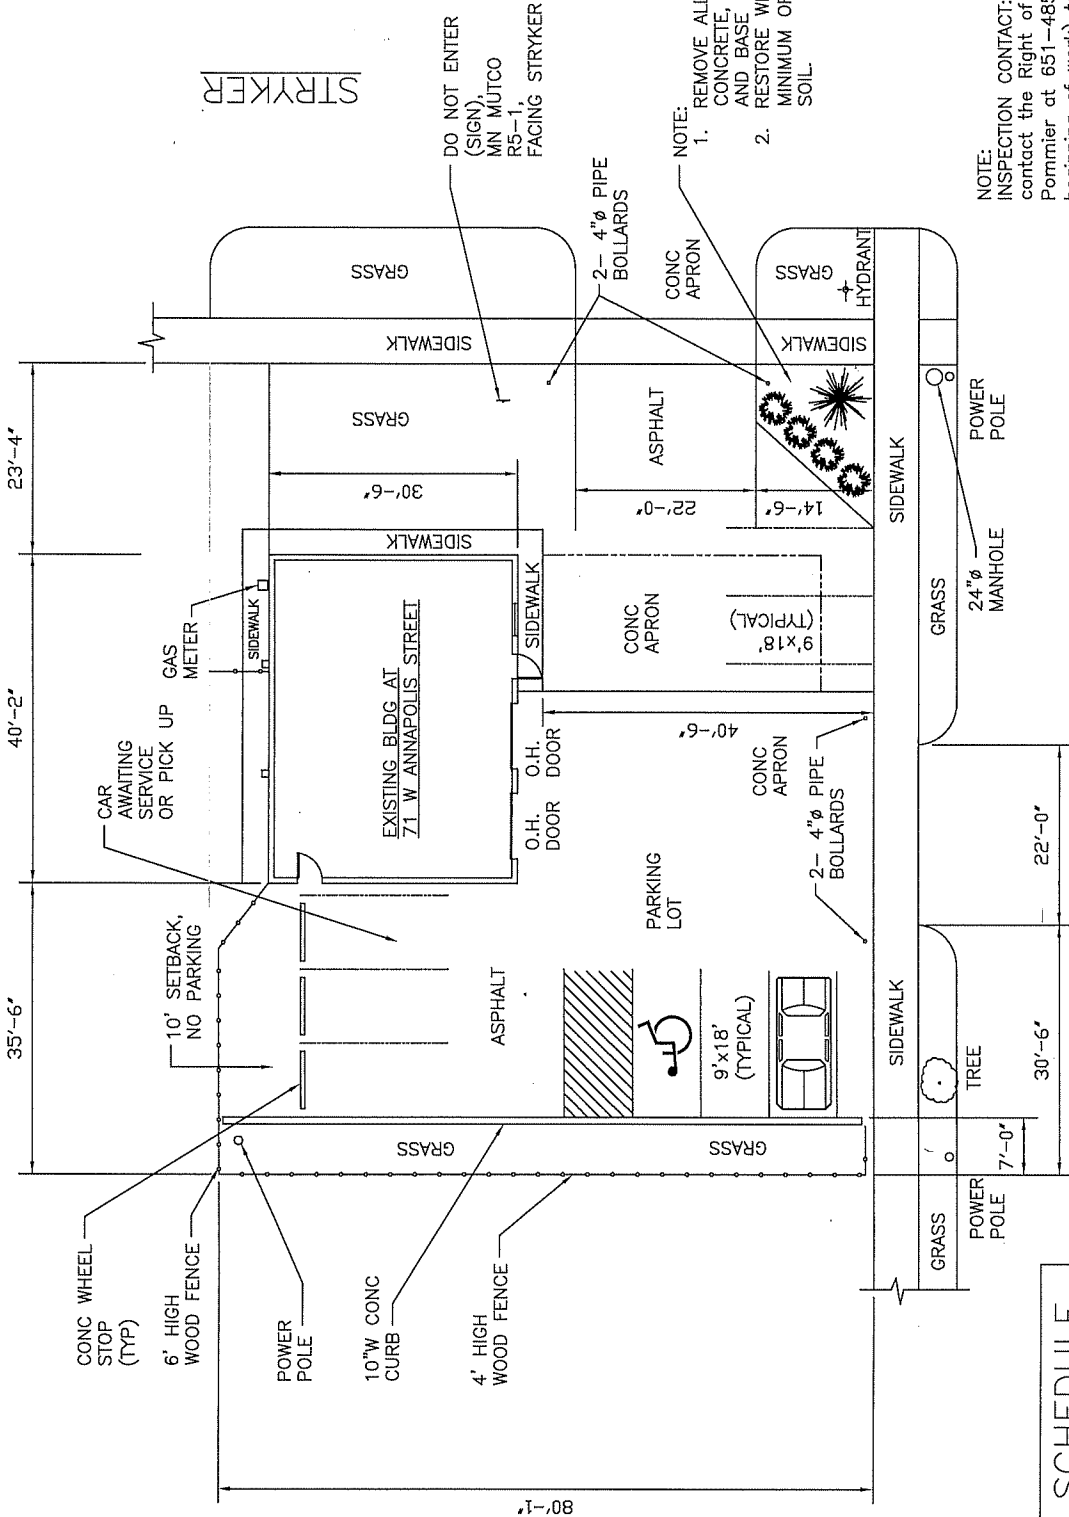 35'-6"
40'-2"
23'-4"
CONC WHEEL
STOP
(TYP)
6' HIGH
WOOD FENCE
POWER
POLE
10"W CONC
CURB
4' HIGH
WOOD FENCE
80'-1"
10' SETBACK,
NO PARKING
CAR
AWAITING
SERVICE
OR PICK UP
GAS
METER
SIDEWALK
SIDEWALK
EXISTING BLDG AT
71 W ANNAPOLIS STREET
O.H.
DOOR
O.H.
DOOR
SIDEWALK
GRASS
GRASS
ASPHALT
PARKING
LOT
9'x18'
(TYPICAL)
40'-6"
CONC
APRON
9'x18'
(TYPICAL)
CONC
APRON
2- 4"ø PIPE
BOLLARDS
30'-6"
GRASS
22'-0"
ASPHALT
14'-6"
SIDEWALK
SIDEWALK
GRASS
GRASS
HYDRANT
CONC
APRON
2- 4"ø PIPE
BOLLARDS
STRYKER
DO NOT ENTER
(SIGN),
MN MUTCO
R5-1,
FACING STRYKER
NOTE:
1. REMOVE ALL
CONCRETE,
AND BASE
2. RESTORE
MINIMUM
SOIL.
NOTE:
INSPECTION CONTACT:
contact the Right of
Pommier at 651-485
SIDEWALK
SIDEWALK
GRASS
GRASS
POWER
POLE
TREE
24"ø
MANHOLE
POWER
POLE
7'-0"
30'-6"
22'-0"
SCHEDULE